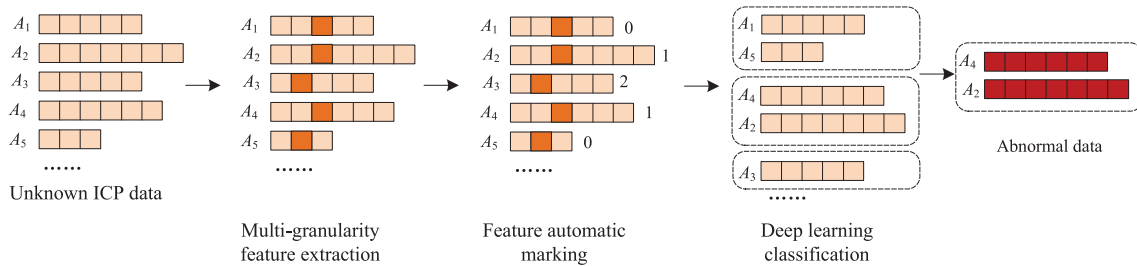 A1
A2
A3
A4
A5
......
Unknown ICP data
A1
A2
A3
A4
A5
......
Multi-granularity
feature extraction
A1 0
A2 1
A3 2
A4 1
A5 0
......
Feature automatic
marking
A1
A5
A4
A2
A3
......
Deep learning
classification
A4
A2
Abnormal data